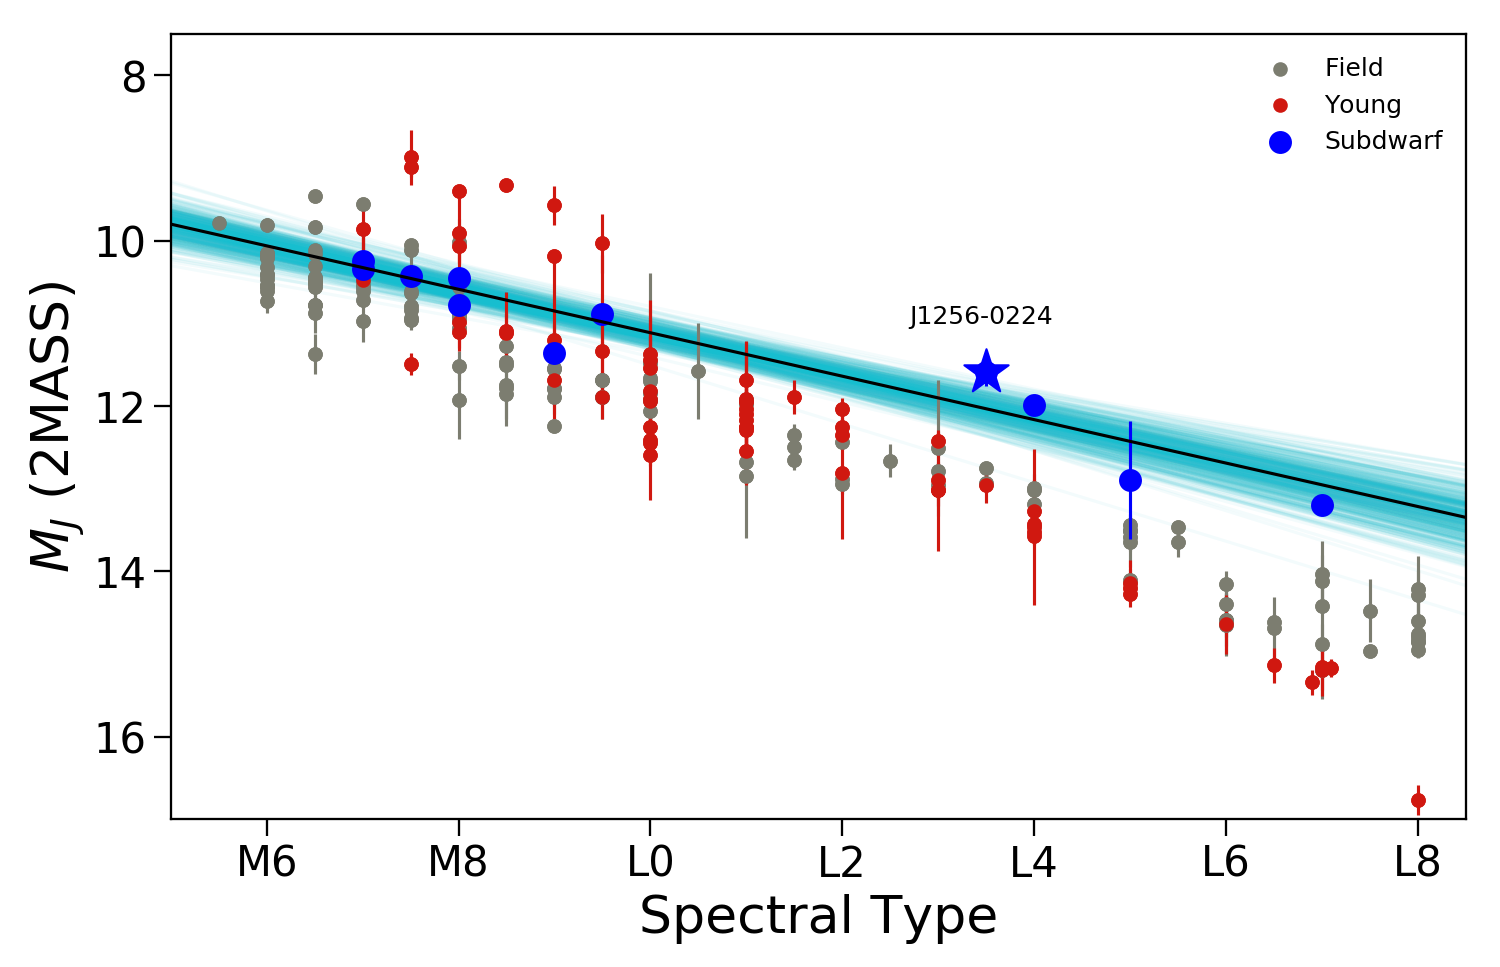 8
10
12
14
16
M_J (2MASS)
Field
Young
Subdwarf
J1256-0224
M6 M8 L0 L2 L4 L6 L8
Spectral Type